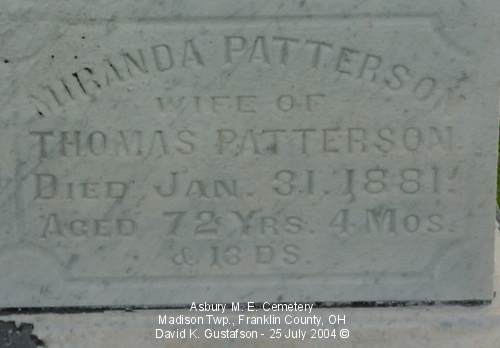 MIRANDA PATTERSON
WIFE OF
THOMAS PATTERSON.
DIED JAN. 31. 1881.
AGED 72 YRS. 4 MOS.
& 13 DS.
Asbury M. E. Cemetery
Madison Twp., Franklin County, OH
David K. Gustafson - 25 July 2004 ©